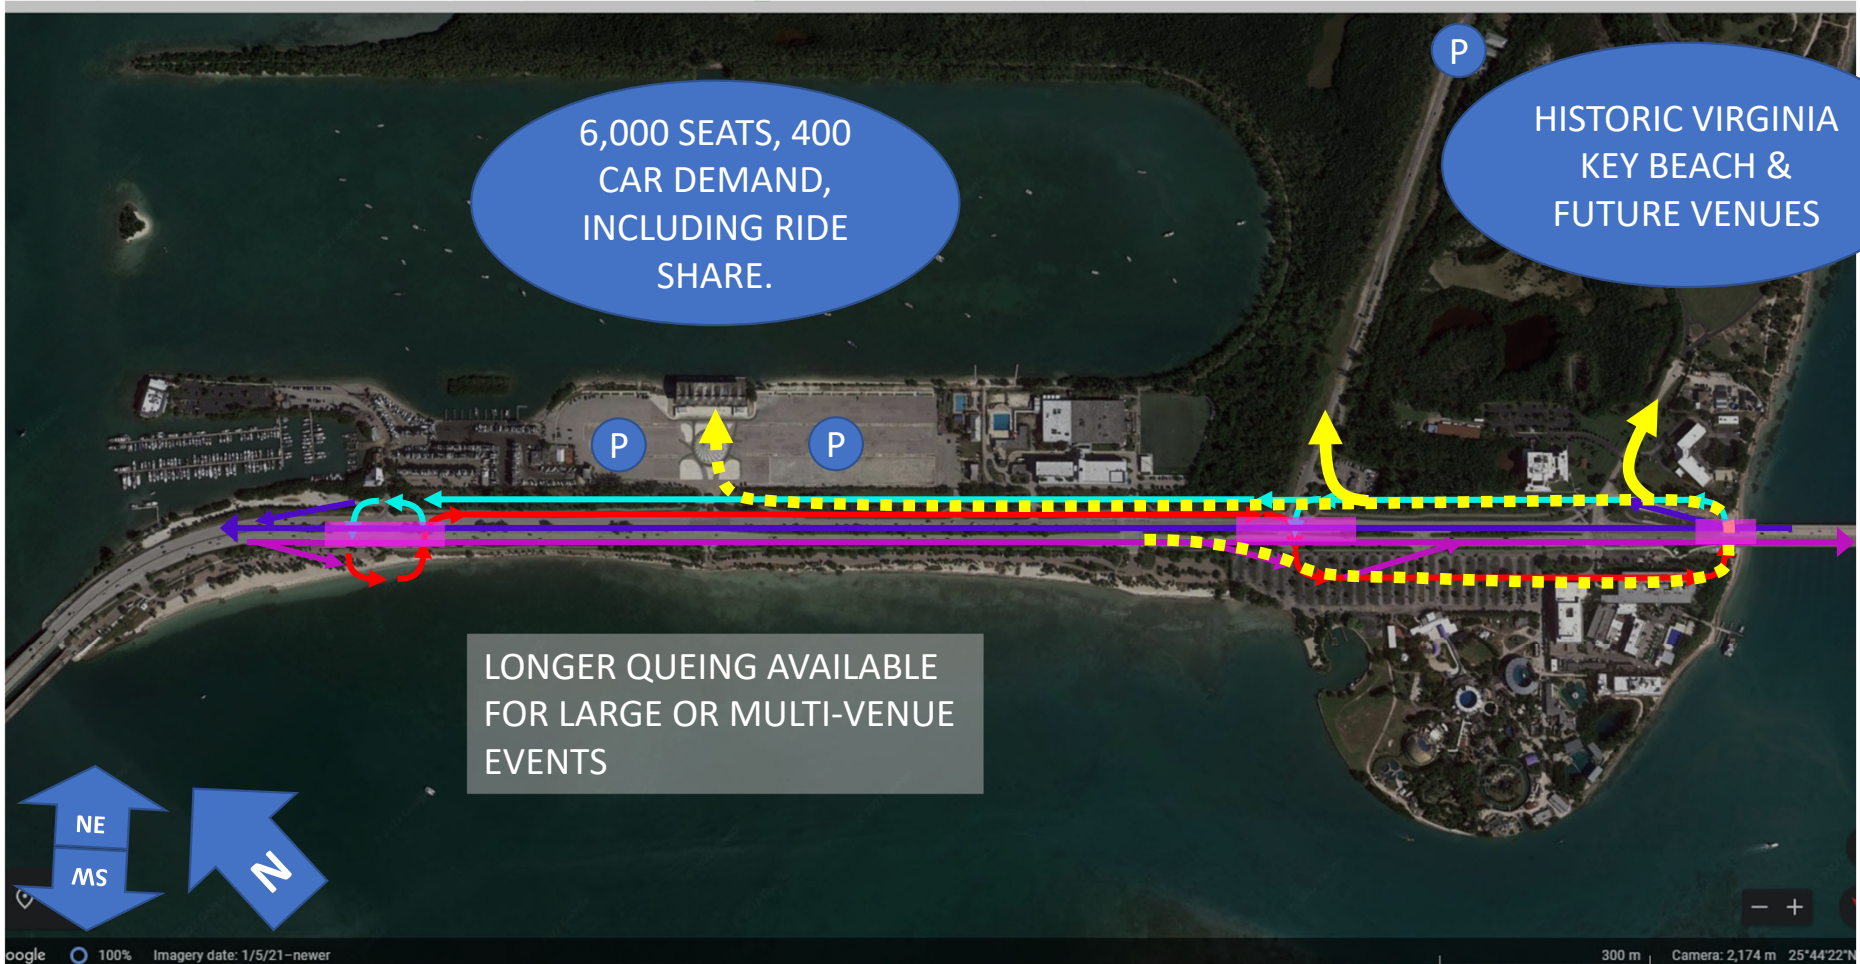 P
6,000 SEATS, 400
CAR DEMAND,
INCLUDING RIDE
SHARE.
HISTORIC VIRGINIA
KEY BEACH &
FUTURE VENUES
P
P
LONGER QUEING AVAILABLE
FOR LARGE OR MULTI-VENUE
EVENTS
NE
SW
N
oogle 100% Imagery date: 1/5/21–newer
300 m Camera: 2,174 m 25°44'22"N